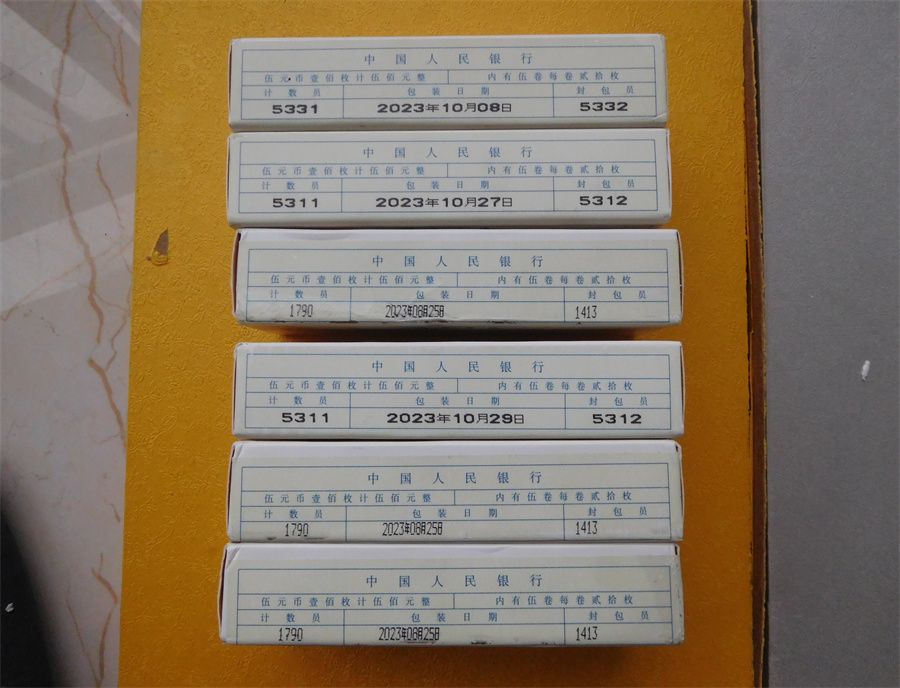 中国人民银行
伍元币壹佰枚计伍佰元整 内有伍卷每卷贰拾枚
计数员 包装日期 封包员
5331 2023年10月08日 5332
中国人民银行
伍元币壹佰枚计伍佰元整 内有伍卷每卷贰拾枚
计数员 包装日期 封包员
5311 2023年10月27日 5312
中国人民银行
伍元币壹佰枚计伍佰元整 内有伍卷每卷贰拾枚
计数员 包装日期 封包员
1790 2023年08月25日 1413
中国人民银行
伍元币壹佰枚计伍佰元整 内有伍卷每卷贰拾枚
计数员 包装日期 封包员
5311 2023年10月29日 5312
中国人民银行
伍元币壹佰枚计伍佰元整 内有伍卷每卷贰拾枚
计数员 包装日期 封包员
1790 2023年08月25日 1413
中国人民银行
伍元币壹佰枚计伍佰元整 内有伍卷每卷贰拾枚
计数员 包装日期 封包员
1790 2023年08月25日 1413